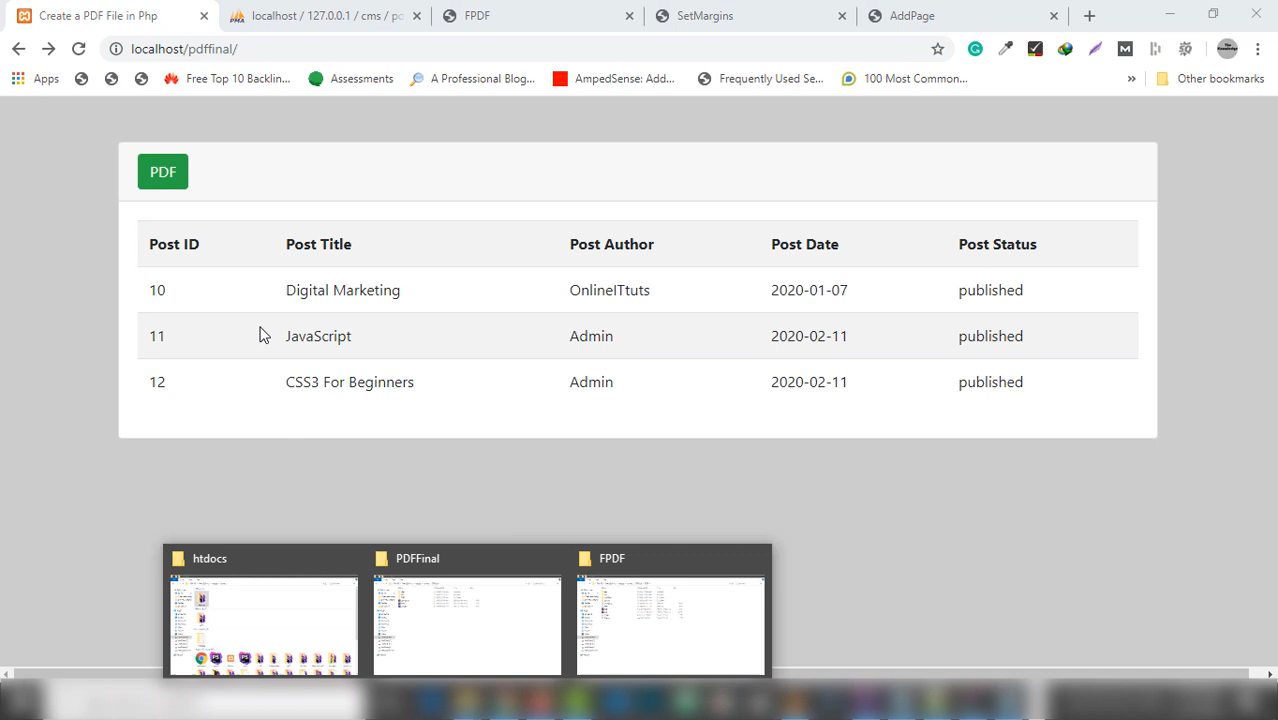 Create a PDF File in Php
localhost / 127.0.0.1 / cms / po
FPDF
SetMargins
AddPage
localhost/pdffinal/
Apps
Free Top 10 Backlin...
Assessments
A Professional Blog...
AmpedSense: Add...
Frequently Used Se...
100 Most Common...
»
Other bookmarks
PDF
Post ID Post Title Post Author Post Date Post Status
10 Digital Marketing OnlineITtuts 2020-01-07 published
11 JavaScript Admin 2020-02-11 published
12 CSS3 For Beginners Admin 2020-02-11 published
htdocs
PDFFinal
FPDF